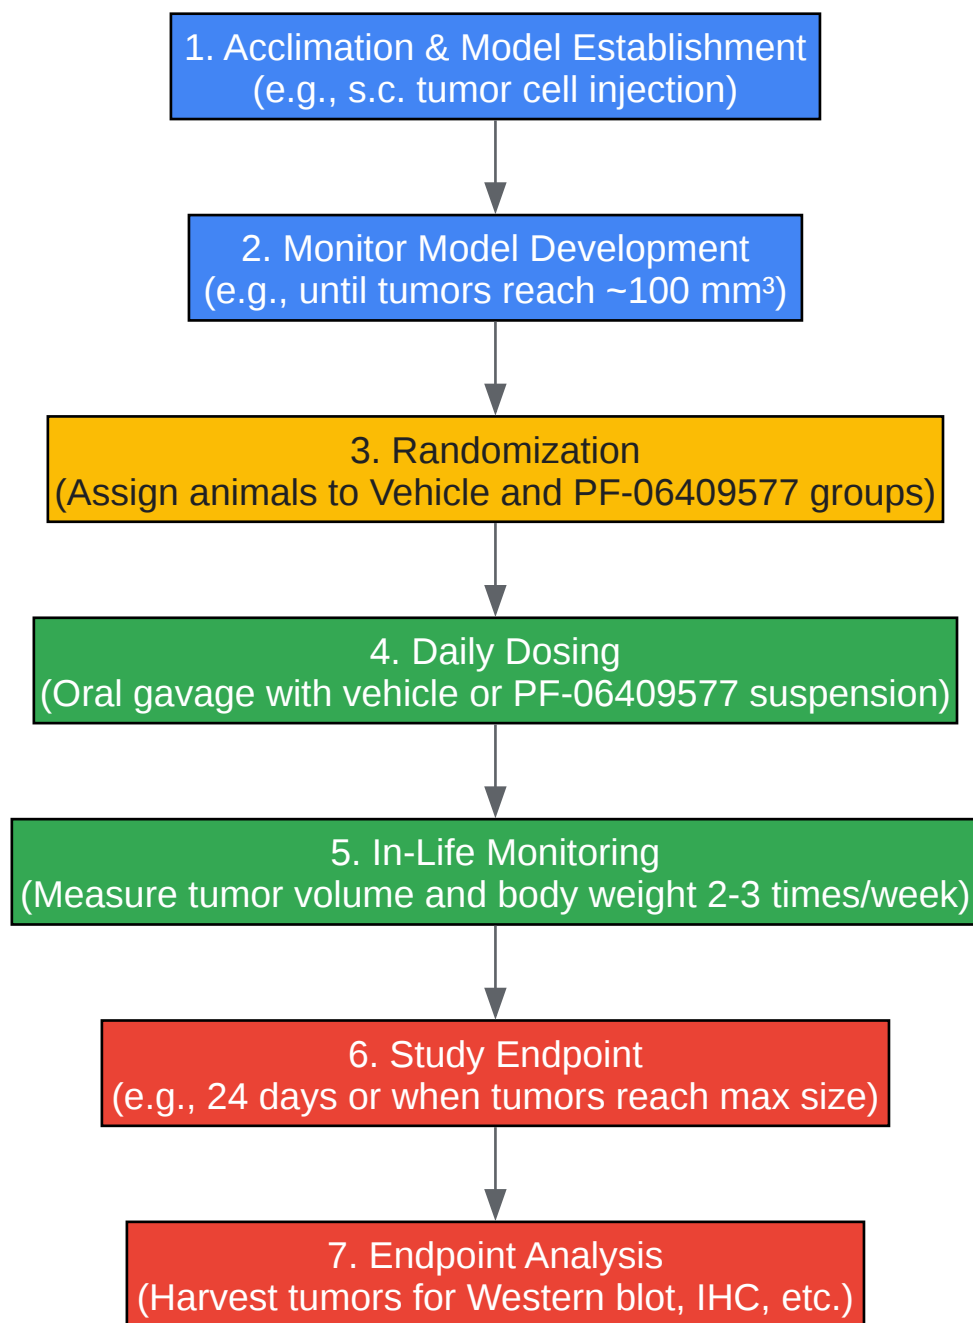 1. Acclimation & Model Establishment
(e.g., s.c. tumor cell injection)
2. Monitor Model Development
(e.g., until tumors reach ~100 mm³)
3. Randomization
(Assign animals to Vehicle and PF-06409577 groups)
4. Daily Dosing
(Oral gavage with vehicle or PF-06409577 suspension)
5. In-Life Monitoring
(Measure tumor volume and body weight 2-3 times/week)
6. Study Endpoint
(e.g., 24 days or when tumors reach max size)
7. Endpoint Analysis
(Harvest tumors for Western blot, IHC, etc.)